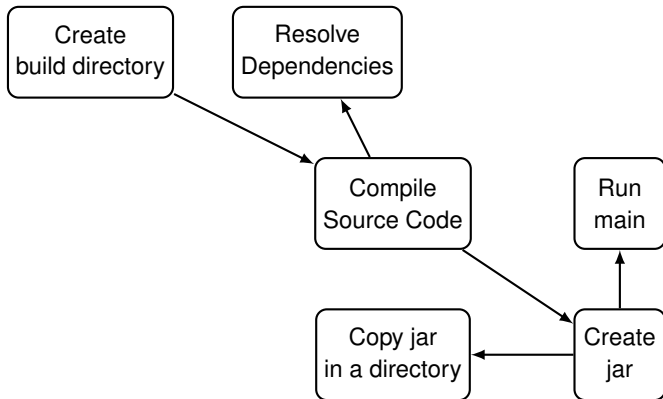 Create
build directory
Resolve
Dependencies
Compile
Source Code
Run
main
Copy jar
in a directory
Create
jar